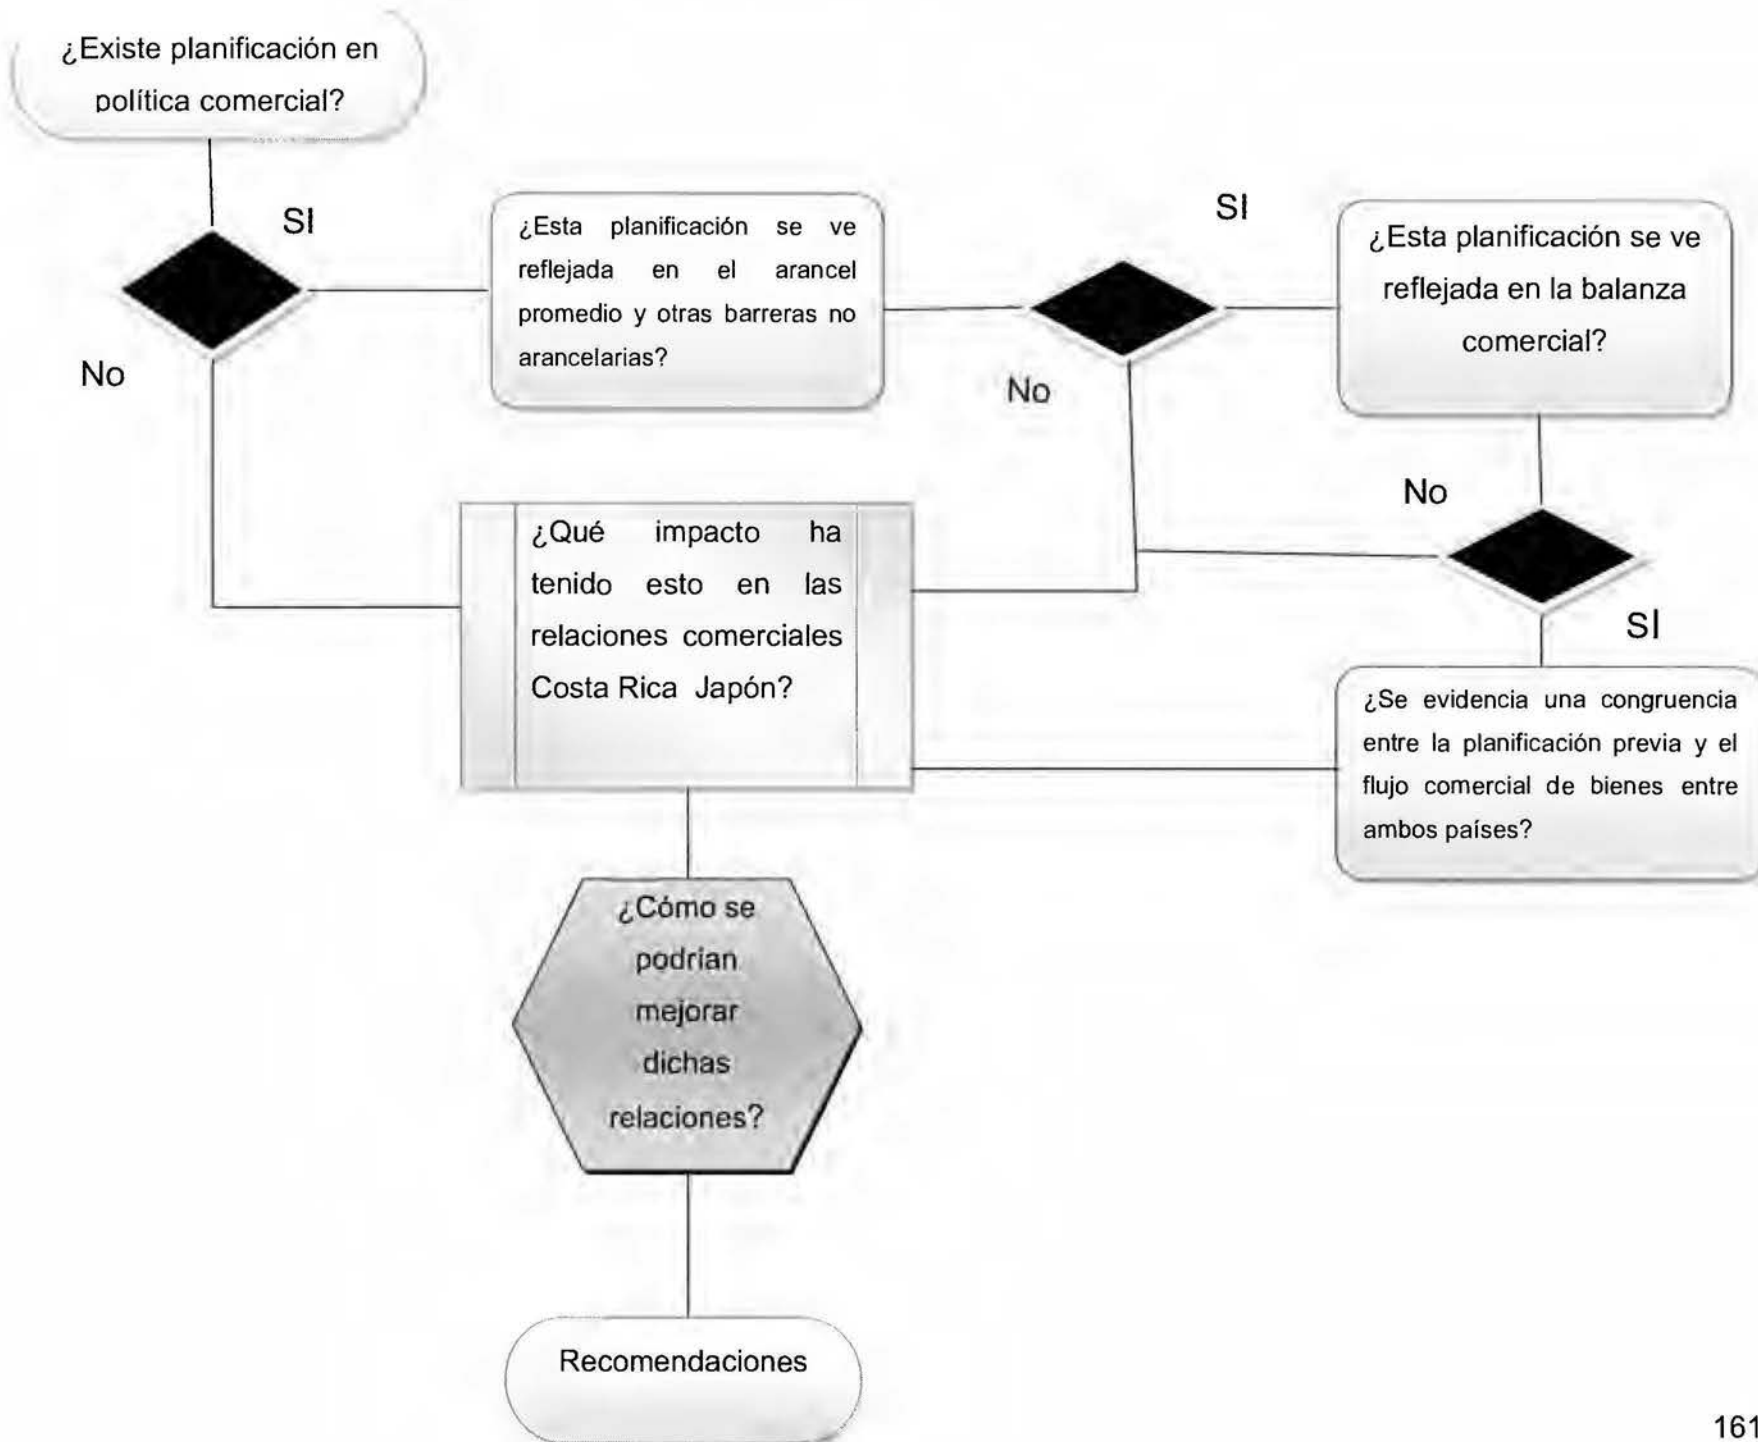 ¿Existe planificación en
política comercial?
SI
No
¿Esta planificación se ve
reflejada en el arancel
promedio y otras barreras no
arancelarias?
SI
No
¿Esta planificación se ve
reflejada en la balanza
comercial?
No
SI
¿Qué impacto ha
tenido esto en las
relaciones comerciales
Costa Rica Japón?
¿Se evidencia una congruencia
entre la planificación previa y el
flujo comercial de bienes entre
ambos países?
¿Cómo se
podrían
mejorar
dichas
relaciones?
Recomendaciones
161